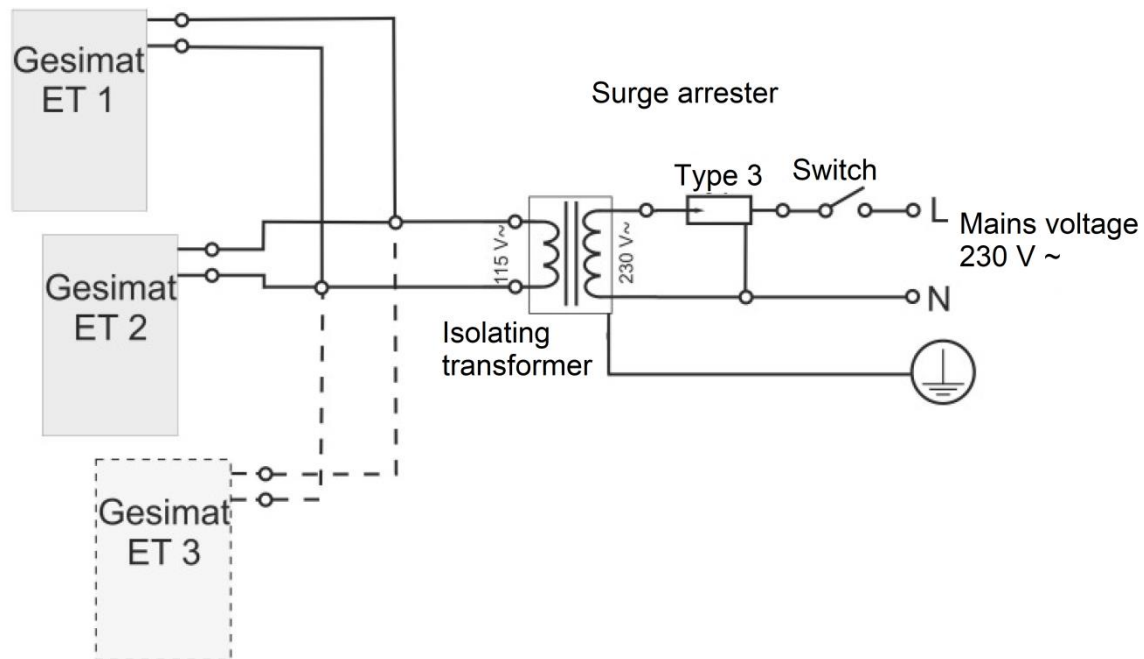 Gesimat
ET 1
Surge arrester
Type 3
Switch
L
Mains voltage
230 V ~
115 V~
230 V~
N
Gesimat
ET 2
Isolating
transformer
Gesimat
ET 3